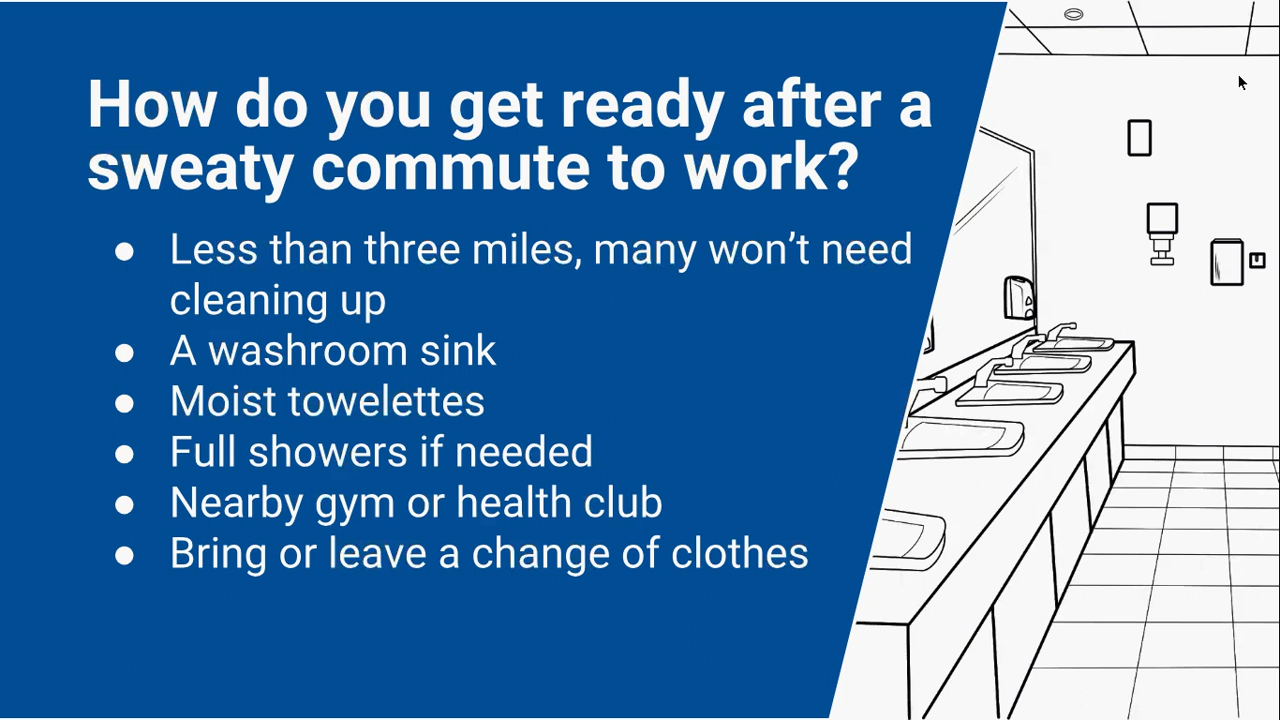 How do you get ready after a
sweaty commute to work?
● Less than three miles, many won’t need
cleaning up
● A washroom sink
● Moist towelettes
● Full showers if needed
● Nearby gym or health club
● Bring or leave a change of clothes